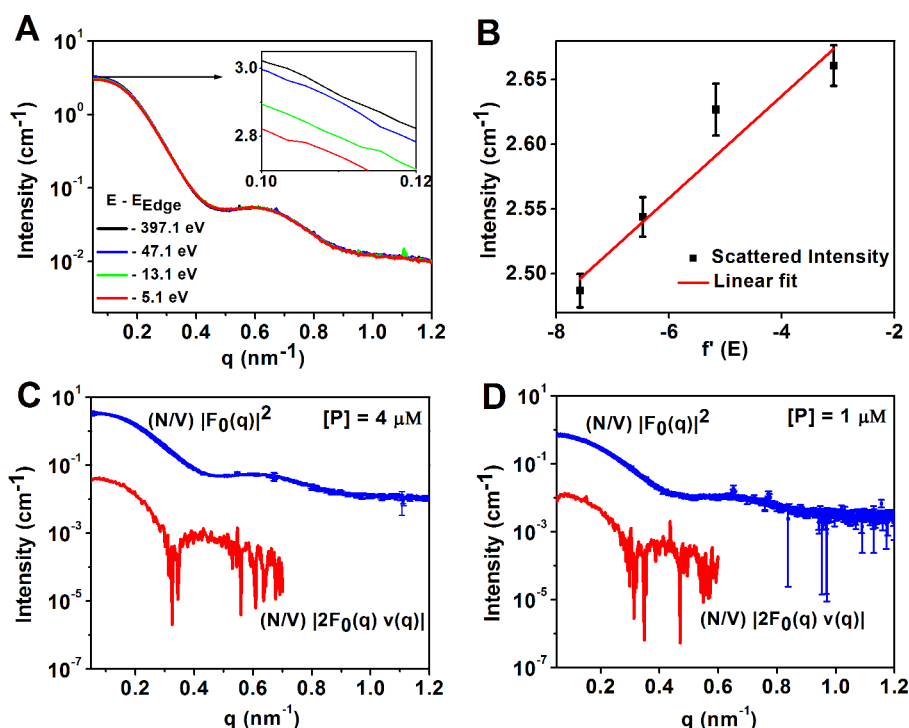 A
Intensity (cm⁻¹)
10¹
10⁰
10⁻¹
10⁻²
3.0
2.8
0.10
0.12
E - E_Edge
- 397.1 eV
- 47.1 eV
- 13.1 eV
- 5.1 eV
0.2 0.4 0.6 0.8 1.0 1.2
q (nm⁻¹)
B
Intensity (cm⁻¹)
2.65
2.60
2.55
2.50
Scattered Intensity
Linear fit
-8 -6 -4 -2
f' (E)
C
Intensity (cm⁻¹)
10¹
10⁻¹
10⁻³
10⁻⁵
10⁻⁷
(N/V) |F₀(q)|²
[P] = 4 µM
(N/V) |2F₀(q) v(q)|
0.2 0.4 0.6 0.8 1.0 1.2
q (nm⁻¹)
D
Intensity (cm⁻¹)
10¹
10⁻¹
10⁻³
10⁻⁵
10⁻⁷
(N/V) |F₀(q)|²
[P] = 1 µM
(N/V) |2F₀(q) v(q)|
0.2 0.4 0.6 0.8 1.0 1.2
q (nm⁻¹)